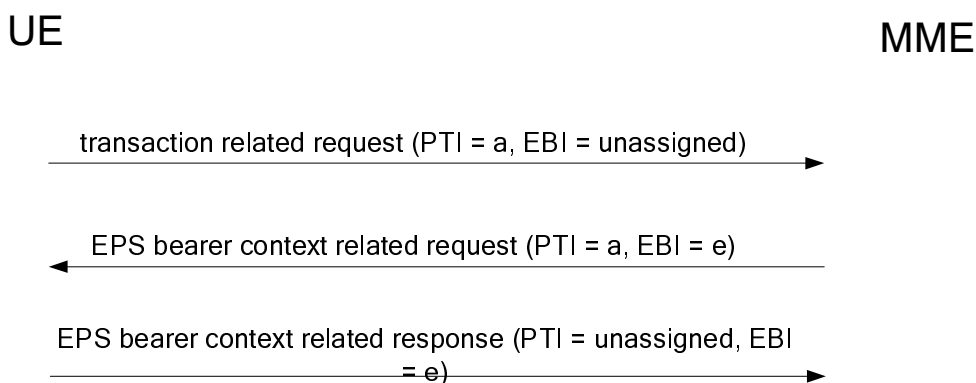 UE
MME
transaction related request (PTI = a, EBI = unassigned)
EPS bearer context related request (PTI = a, EBI = e)
EPS bearer context related response (PTI = unassigned, EBI
= e)